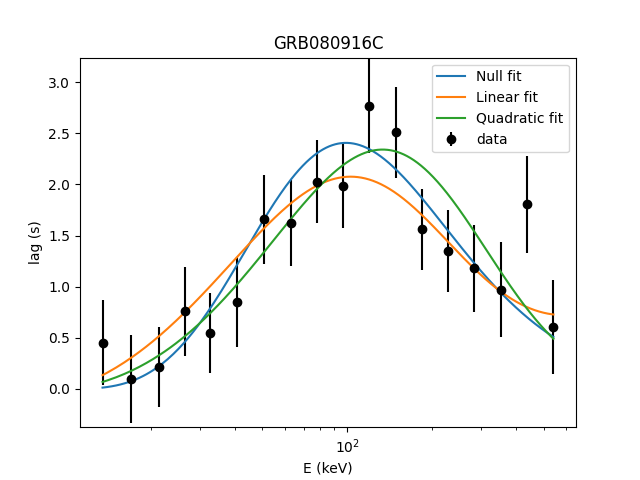 GRB080916C
Null fit
Linear fit
Quadratic fit
data
lag (s)
3.0
2.5
2.0
1.5
1.0
0.5
0.0
10²
E (keV)